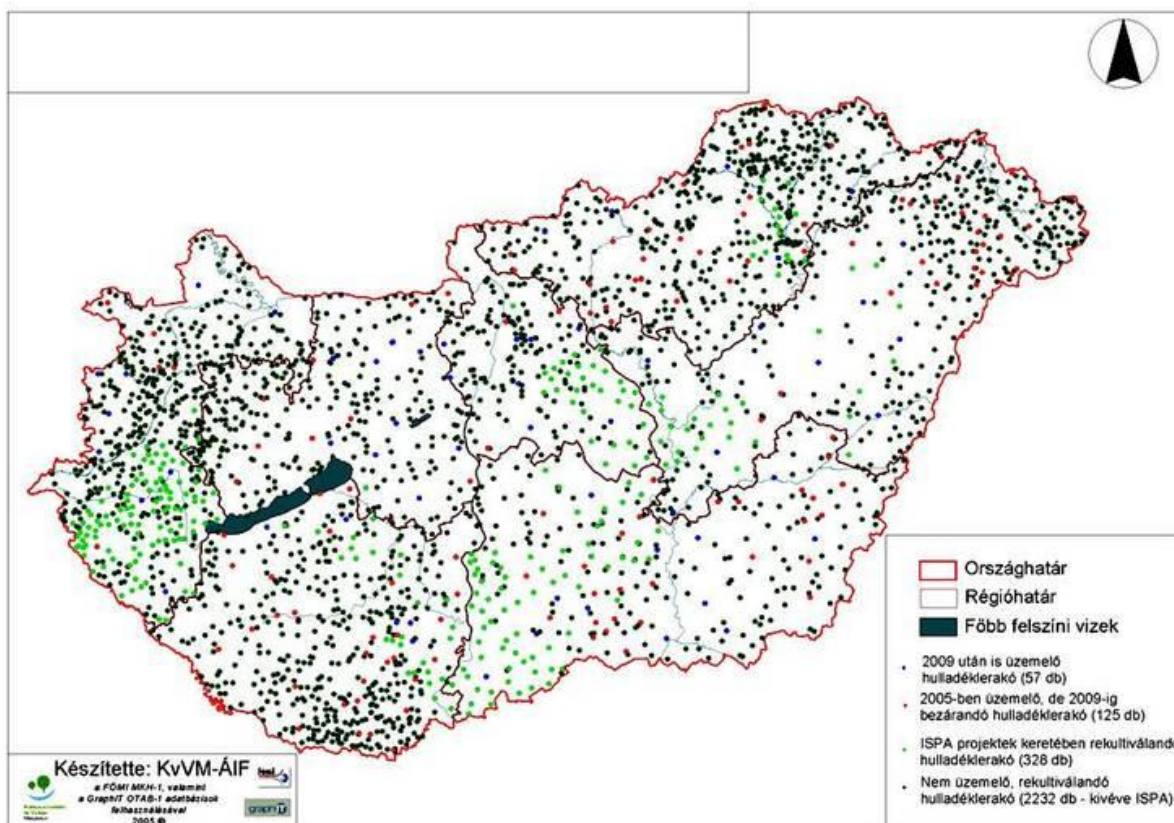 Országhatár
Régióhatár
Főbb felszíni vizek
2009 után is üzemelő
hulladéklerakó (57 db)
2005-ben üzemelő, de 2009-ig
bezárandó hulladéklerakó (125 db)
ISPA projektek keretében rekultiválandó
hulladéklerakó (328 db)
Nem üzemelő, rekultiválandó
hulladéklerakó (2232 db - kivéve ISPA)
Készítette: KvVM-ÁIF
a FÖMI MKH-1, valamint
a GraphIT OTAB-1 adatbázisok
felhasználásával
2005 ©
graphIT